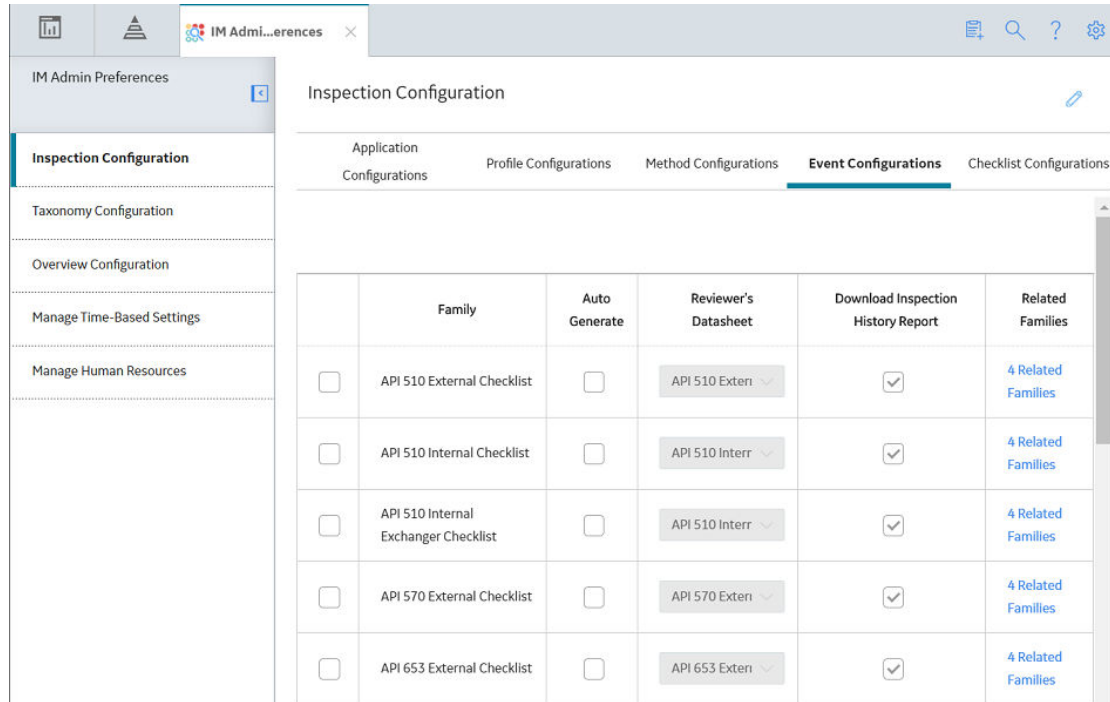 IM Admi...erences
IM Admin Preferences
Inspection Configuration
Taxonomy Configuration
Overview Configuration
Manage Time-Based Settings
Manage Human Resources
Inspection Configuration
Application
Configurations
Profile Configurations
Method Configurations
Event Configurations
Checklist Configurations
Family
Auto
Generate
Reviewer's
Datasheet
Download Inspection
History Report
Related
Families
API 510 External Checklist
API 510 Exter
4 Related
Families
API 510 Internal Checklist
API 510 Interr
4 Related
Families
API 510 Internal
Exchanger Checklist
API 510 Interr
4 Related
Families
API 570 External Checklist
API 570 Exter
4 Related
Families
API 653 External Checklist
API 653 Exter
4 Related
Families